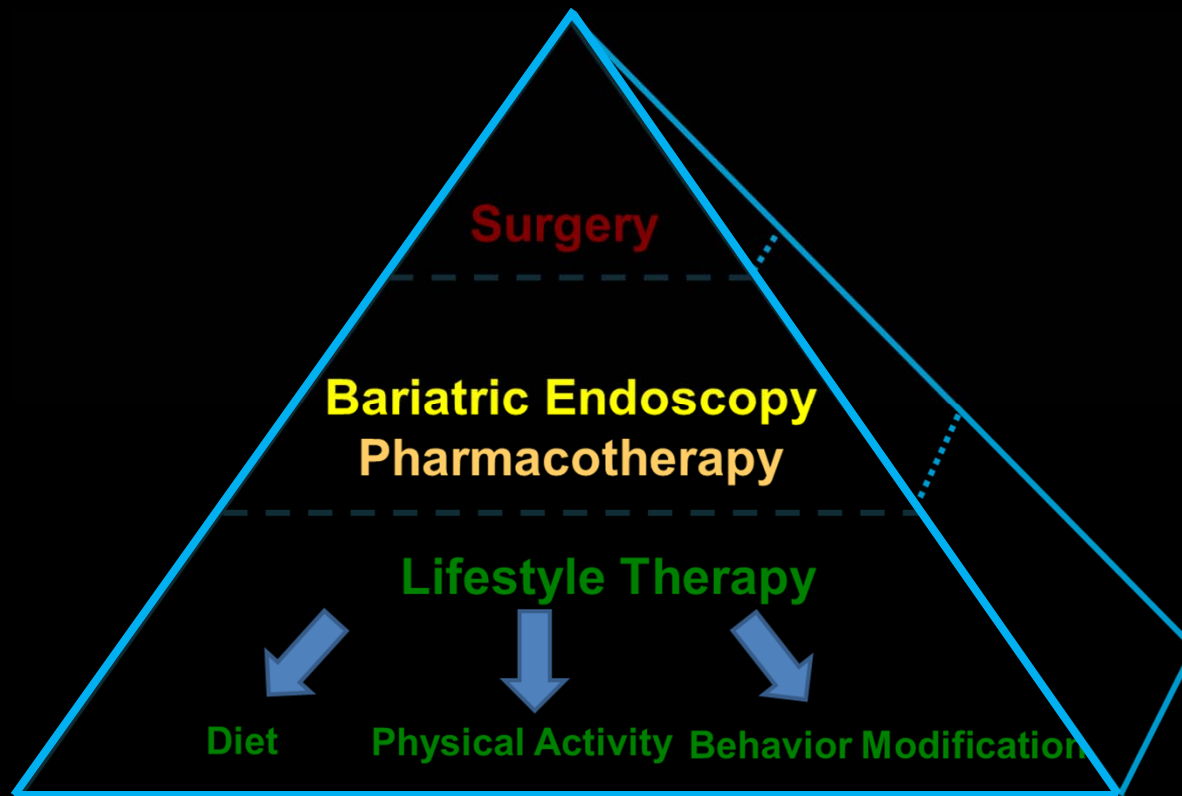 Surgery
Bariatric Endoscopy
Pharmacotherapy
Lifestyle Therapy
Diet
Physical Activity
Behavior Modification